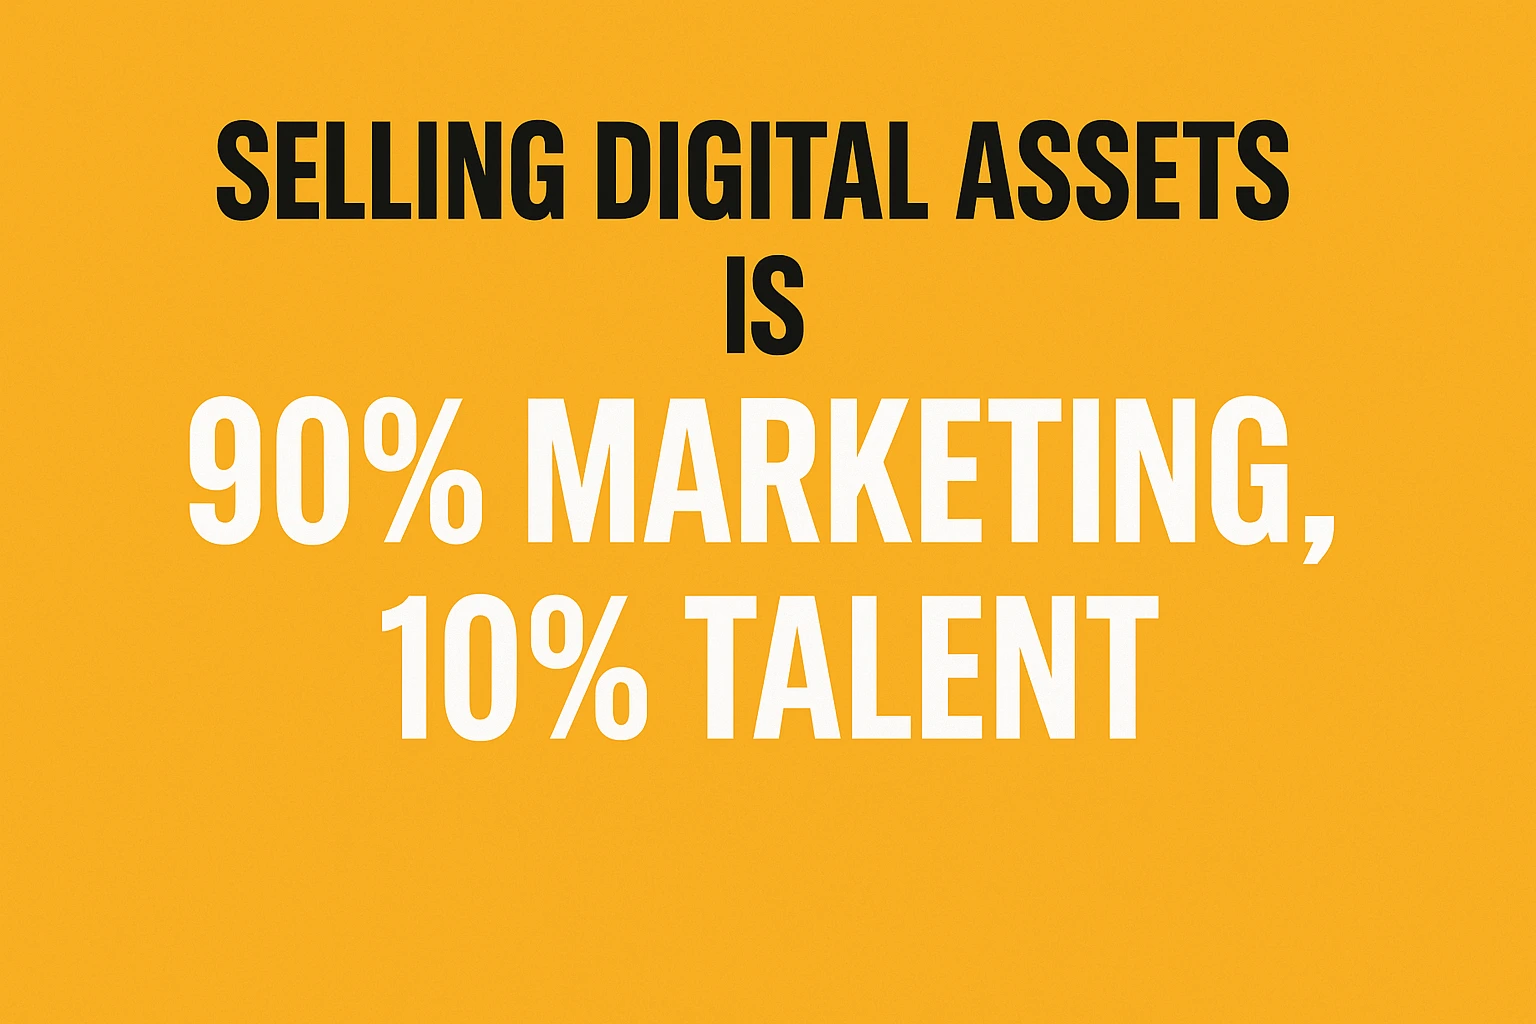 SELLING DIGITAL ASSETS
IS
90% MARKETING,
10% TALENT